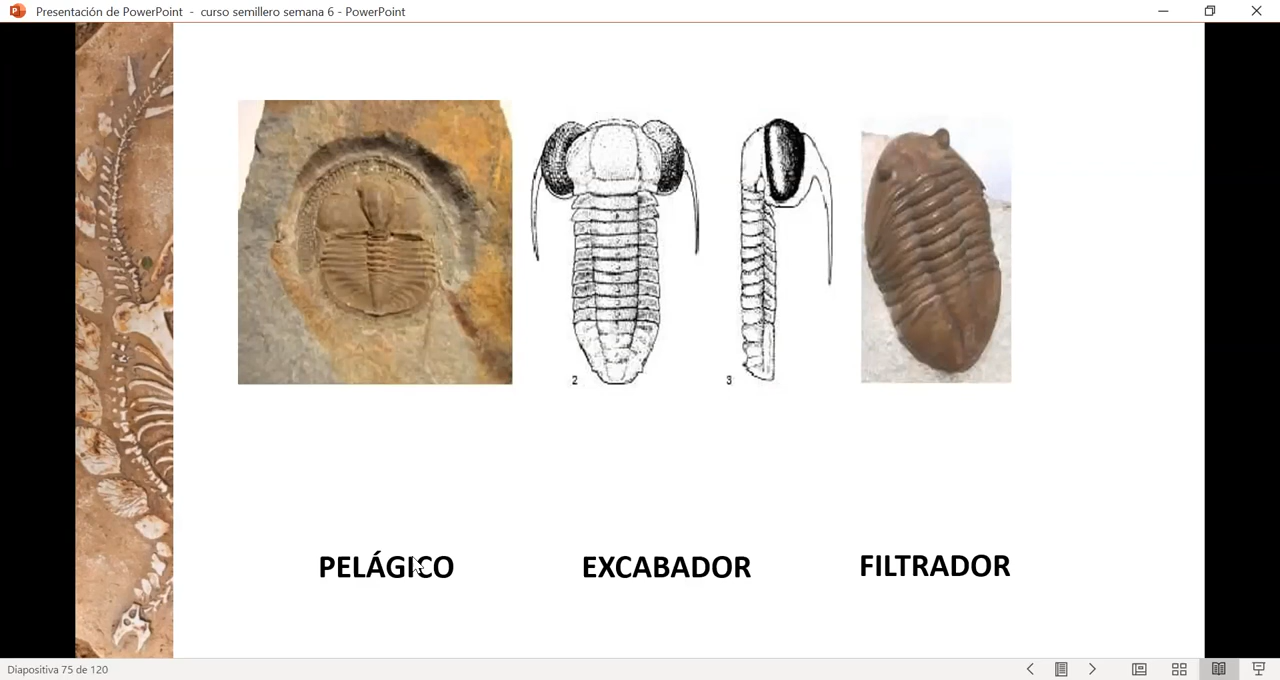 Presentación de PowerPoint - curso semillero semana 6 - PowerPoint
2
3
PELÁGICO
EXCABADOR
FILTRADOR
Diapositiva 75 de 120